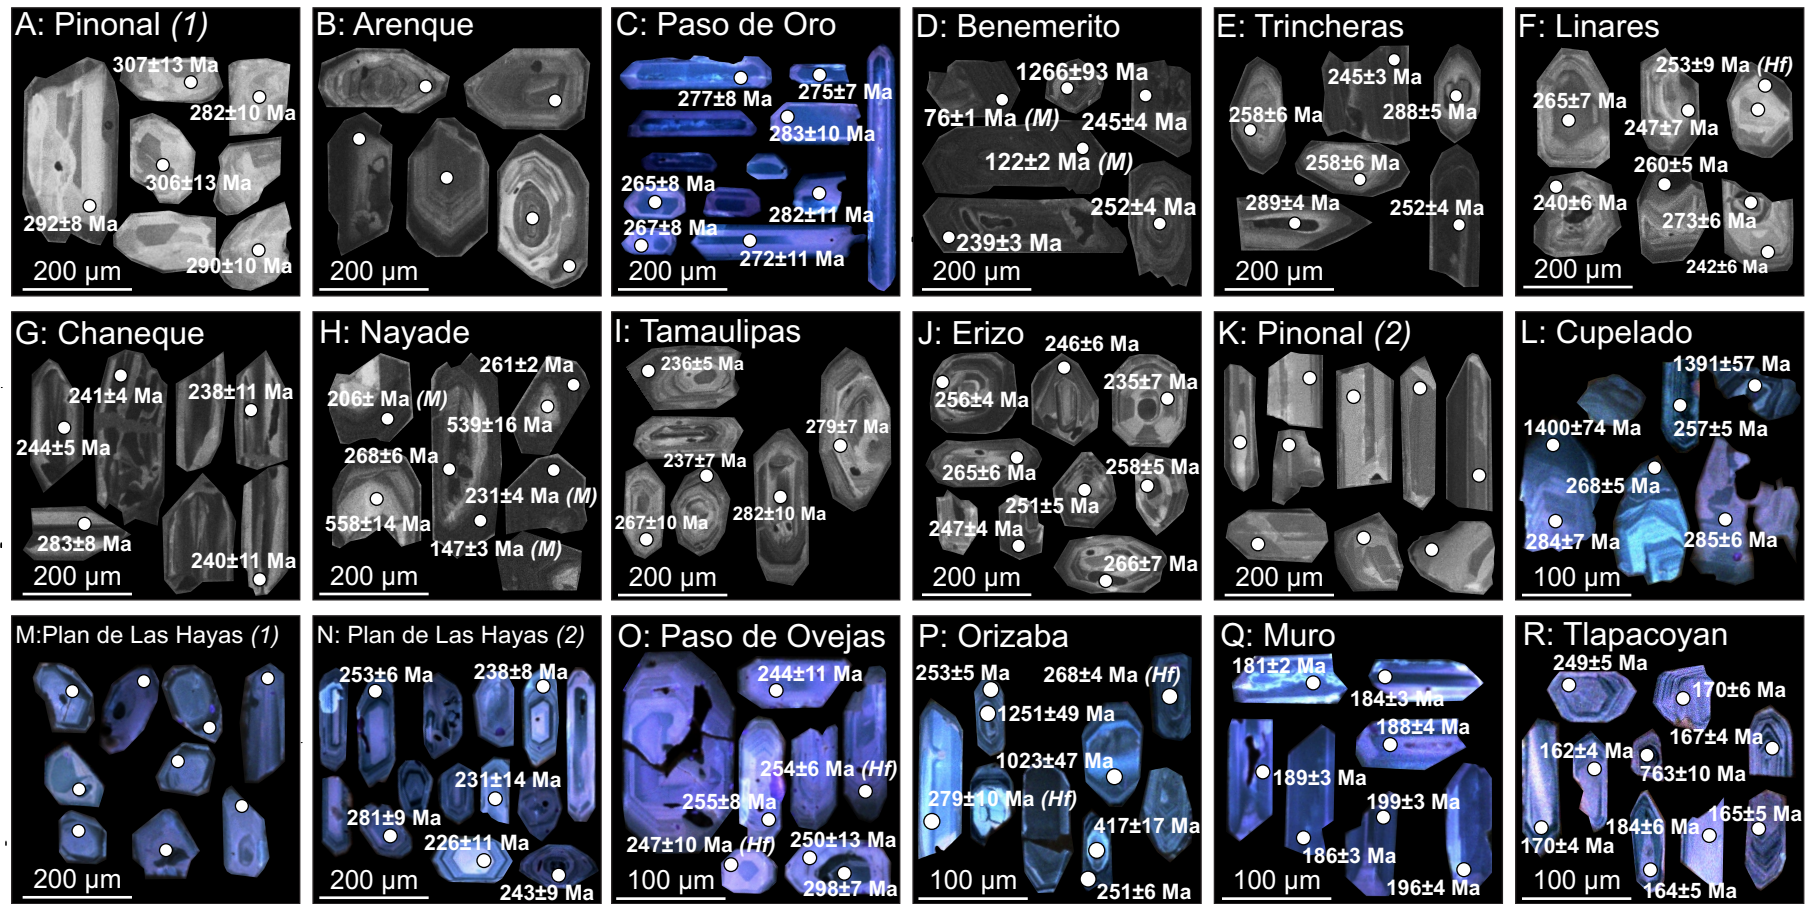 A: Pinonal (1)
307±13 Ma
282±10 Ma
306±13 Ma
292±8 Ma
290±10 Ma
200 µm
B: Arenque
200 µm
C: Paso de Oro
277±8 Ma
275±7 Ma
283±10 Ma
265±8 Ma
282±11 Ma
267±8 Ma
272±11 Ma
200 µm
D: Benemerito
1266±93 Ma
76±1 Ma (M)
245±4 Ma
122±2 Ma (M)
252±4 Ma
239±3 Ma
200 µm
E: Trincheras
245±3 Ma
258±6 Ma
288±5 Ma
258±6 Ma
289±4 Ma
252±4 Ma
200 µm
F: Linares
253±9 Ma (Hf)
265±7 Ma
247±7 Ma
260±5 Ma
240±6 Ma
273±6 Ma
242±6 Ma
200 µm
G: Chaneque
241±4 Ma
238±11 Ma
244±5 Ma
283±8 Ma
240±11 Ma
200 µm
H: Nayade
261±2 Ma
206± Ma (M)
539±16 Ma
268±6 Ma
231±4 Ma (M)
558±14 Ma
147±3 Ma (M)
200 µm
I: Tamaulipas
236±5 Ma
279±7 Ma
237±7 Ma
267±10 Ma
282±10 Ma
200 µm
J: Erizo
246±6 Ma
235±7 Ma
256±4 Ma
265±6 Ma
258±5 Ma
251±5 Ma
247±4 Ma
266±7 Ma
200 µm
K: Pinonal (2)
200 µm
L: Cupelado
1391±57 Ma
257±5 Ma
1400±74 Ma
268±5 Ma
284±7 Ma
285±6 Ma
100 µm
M:Plan de Las Hayas (1)
200 µm
N: Plan de Las Hayas (2)
253±6 Ma
238±8 Ma
231±14 Ma
281±9 Ma
226±11 Ma
243±9 Ma
200 µm
O: Paso de Ovejas
244±11 Ma
254±6 Ma (Hf)
255±8 Ma
247±10 Ma (Hf)
250±13 Ma
298±7 Ma
100 µm
P: Orizaba
253±5 Ma
268±4 Ma (Hf)
1251±49 Ma
1023±47 Ma
279±10 Ma (Hf)
417±17 Ma
251±6 Ma
100 µm
Q: Muro
181±2 Ma
184±3 Ma
188±4 Ma
189±3 Ma
199±3 Ma
186±3 Ma
196±4 Ma
100 µm
R: Tlapacoyan
249±5 Ma
170±6 Ma
167±4 Ma
162±4 Ma
763±10 Ma
165±5 Ma
184±6 Ma
170±4 Ma
164±5 Ma
100 µm